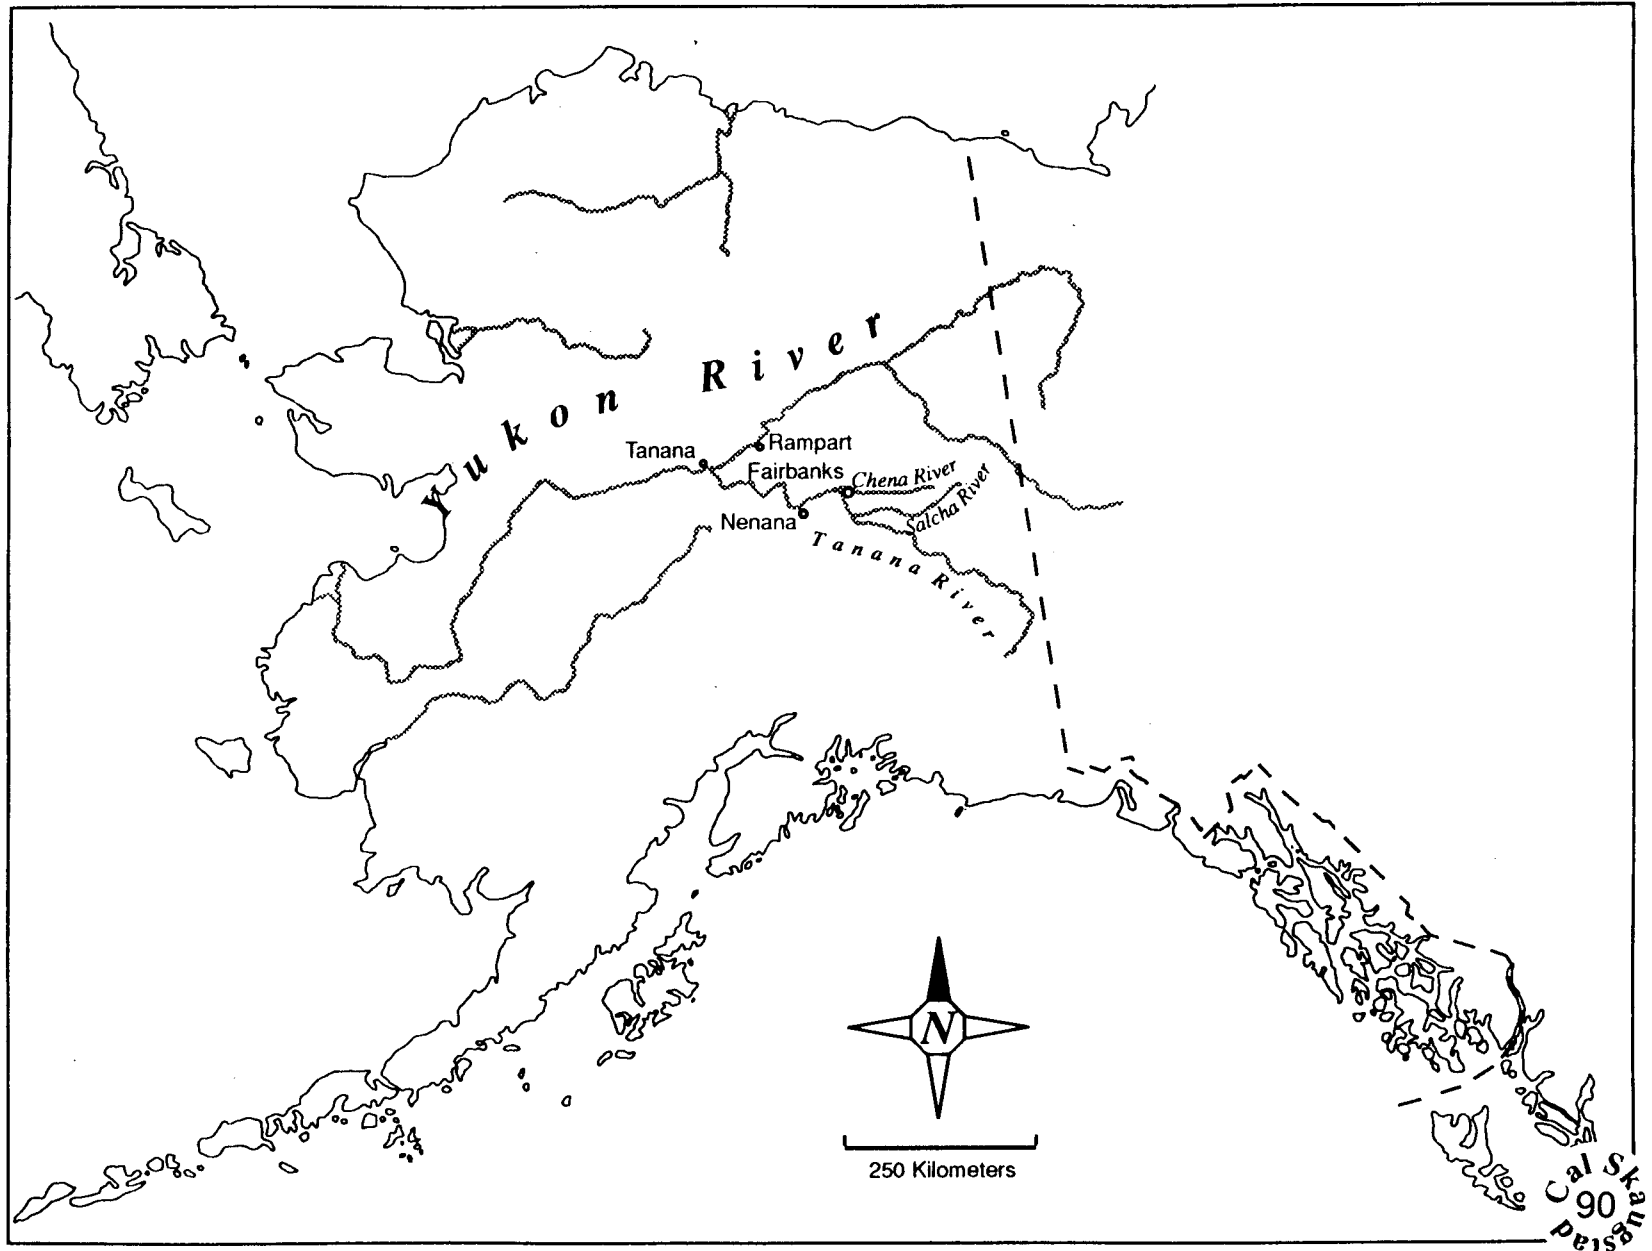 Yukon River
Tanana
Rampart
Fairbanks
Chena River
Salcha River
Nenana
Tanana River
N
250 Kilometers
Cal Skaugstad
90